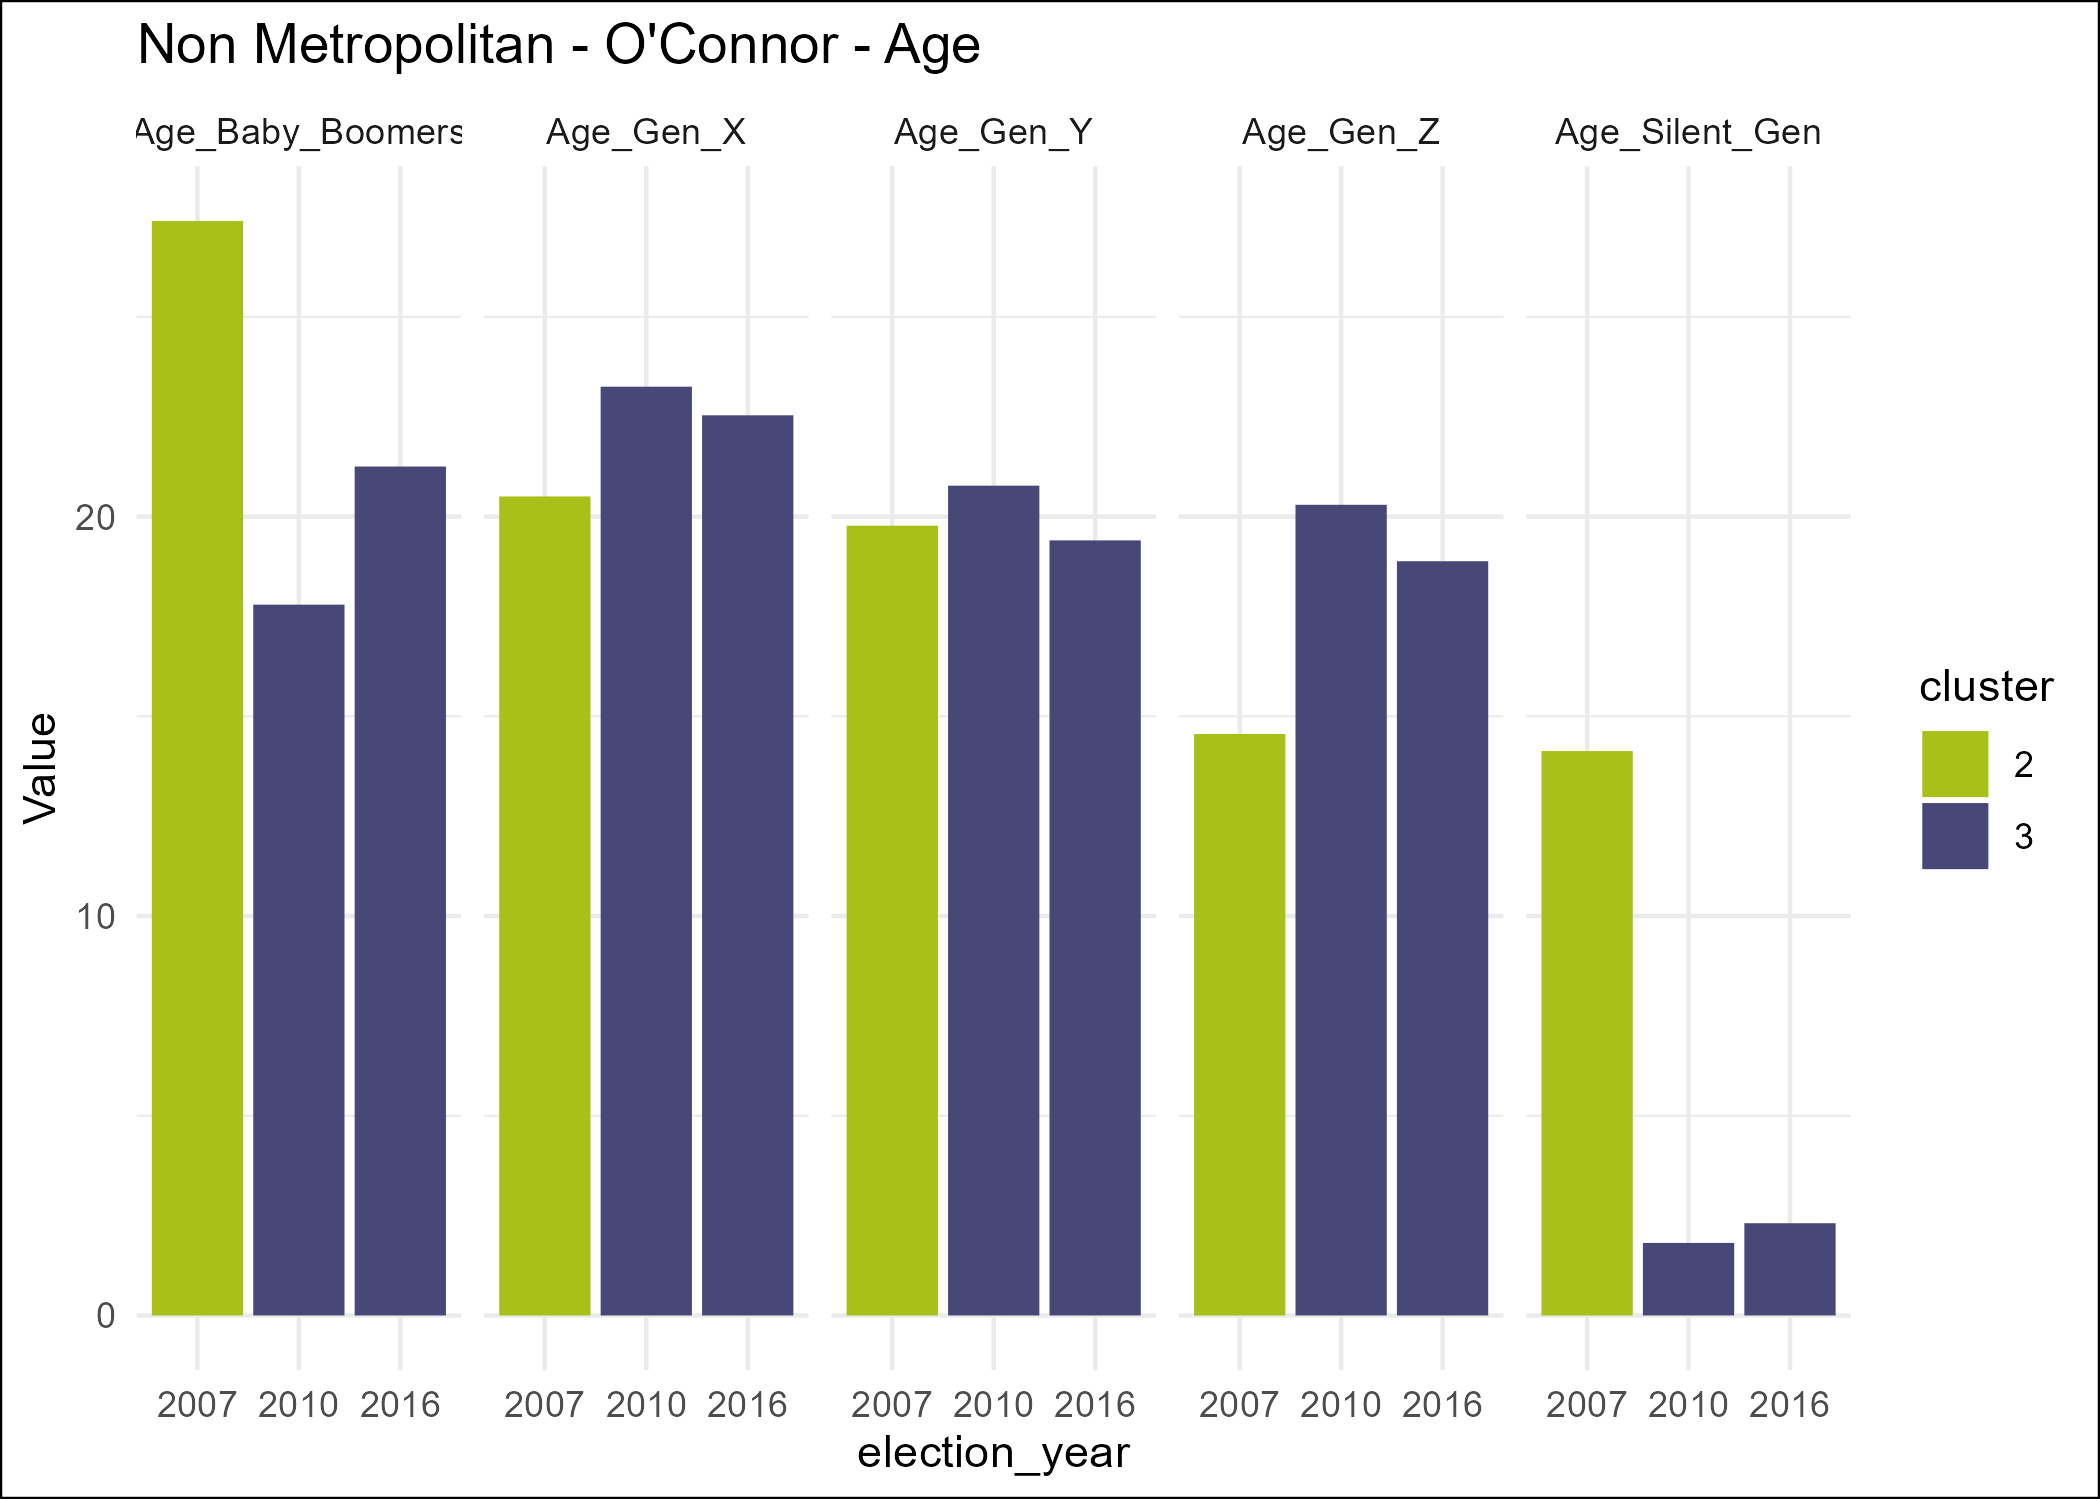 Non Metropolitan - O'Connor - Age
Age_Baby_Boomers Age_Gen_X Age_Gen_Y Age_Gen_Z Age_Silent_Gen
20
10
0
Value
2007 2010 2016 2007 2010 2016 2007 2010 2016 2007 2010 2016 2007 2010 2016
election_year
cluster
2
3